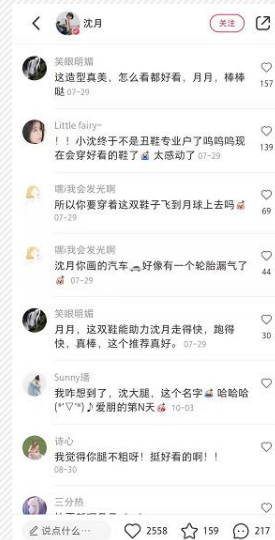 沈月
关注
笑眼明媚
这造型真美,怎么看都好看,月月,棒棒
哒 07-29
157
Little fairy~
！！小沈终于不是丑鞋专业户了呜呜呜现
在会穿好看的鞋了 太感动了 07-29
139
嘿i我会发光啊
所以你要穿着这双鞋子飞到月球上去吗
07-29
69
嘿i我会发光啊
沈月你画的汽车🚗好像有一个轮胎漏气了
07-29
44
笑眼明媚
月月,这双鞋能助力沈月走得快,跑得
快,真棒,这个推荐真好。 07-29
30
Sunny璠
我咋想到了,沈大腿,这个名字 哈哈哈
(*'▽'*)♪爱朋的第N天 10-03
诗心
我觉得你腿不粗呀！挺好看的啊！！
08-30
三分热
说点什么…
2558
159
217